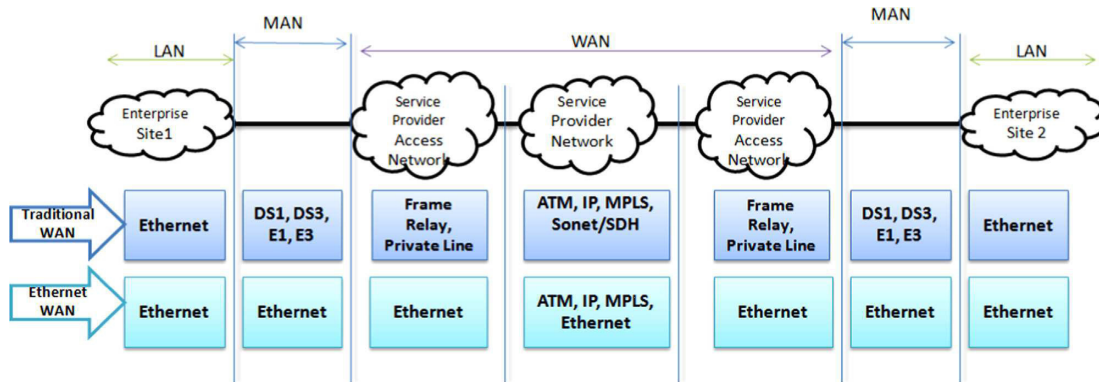 MAN
MAN
LAN
WAN
LAN
Enterprise
Site1
Service
Provider
Access
Network
Service
Provider
Network
Service
Provider
Access
Network
Enterprise
Site 2
Traditional
WAN
Ethernet
DS1, DS3,
E1, E3
Frame
Relay,
Private Line
ATM, IP, MPLS,
Sonet/SDH
Frame
Relay,
Private Line
DS1, DS3,
E1, E3
Ethernet
Ethernet
WAN
Ethernet
Ethernet
Ethernet
ATM, IP, MPLS,
Ethernet
Ethernet
Ethernet
Ethernet